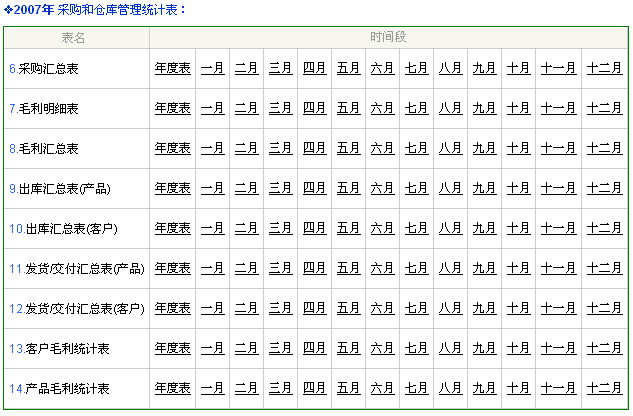 ❖2007年 采购和仓库管理统计表：
表名 时间段
6.采购汇总表 年度表 一月 二月 三月 四月 五月 六月 七月 八月 九月 十月 十一月 十二月
7.毛利明细表 年度表 一月 二月 三月 四月 五月 六月 七月 八月 九月 十月 十一月 十二月
8.毛利汇总表 年度表 一月 二月 三月 四月 五月 六月 七月 八月 九月 十月 十一月 十二月
9.出库汇总表(产品) 年度表 一月 二月 三月 四月 五月 六月 七月 八月 九月 十月 十一月 十二月
10.出库汇总表(客户) 年度表 一月 二月 三月 四月 五月 六月 七月 八月 九月 十月 十一月 十二月
11.发货/交付汇总表(产品) 年度表 一月 二月 三月 四月 五月 六月 七月 八月 九月 十月 十一月 十二月
12.发货/交付汇总表(客户) 年度表 一月 二月 三月 四月 五月 六月 七月 八月 九月 十月 十一月 十二月
13.客户毛利统计表 年度表 一月 二月 三月 四月 五月 六月 七月 八月 九月 十月 十一月 十二月
14.产品毛利统计表 年度表 一月 二月 三月 四月 五月 六月 七月 八月 九月 十月 十一月 十二月